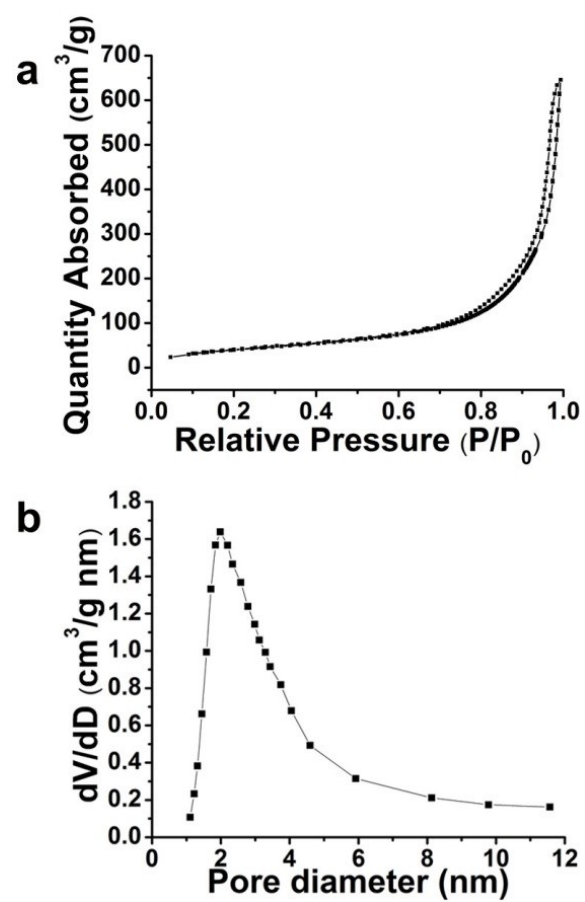 a
Quantity Absorbed (cm³/g)
700
600
500
400
300
200
100
0
0.0 0.2 0.4 0.6 0.8 1.0
Relative Pressure (P/P₀)
b
dV/dD (cm³/g nm)
1.8
1.6
1.4
1.2
1.0
0.8
0.6
0.4
0.2
0.0
0 2 4 6 8 10 12
Pore diameter (nm)